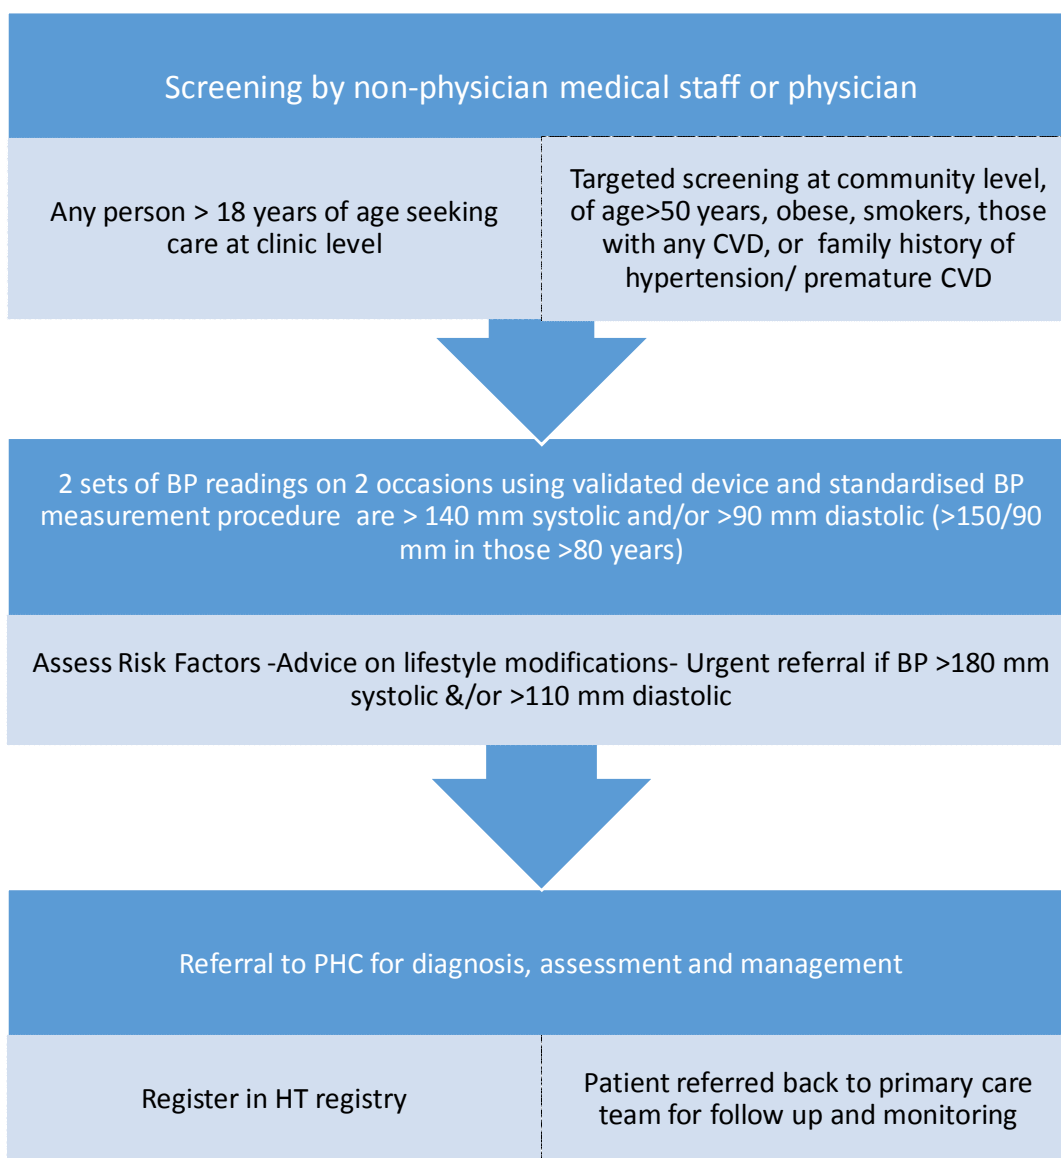 Screening by non-physician medical staff or physician
Any person > 18 years of age seeking
care at clinic level
Targeted screening at community level,
of age>50 years, obese, smokers, those
with any CVD, or family history of
hypertension/ premature CVD
2 sets of BP readings on 2 occasions using validated device and standardised BP
measurement procedure are > 140 mm systolic and/or >90 mm diastolic (>150/90
mm in those >80 years)
Assess Risk Factors -Advice on lifestyle modifications- Urgent referral if BP >180 mm
systolic &/or >110 mm diastolic
Referral to PHC for diagnosis, assessment and management
Register in HT registry
Patient referred back to primary care
team for follow up and monitoring